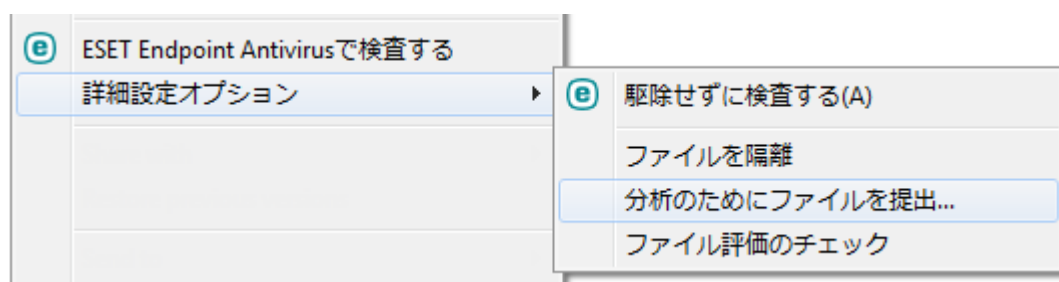 ESET Endpoint Antivirusで検査する
詳細設定オプション
駆除せずに検査する(A)
ファイルを隔離
分析のためにファイルを提出...
ファイル評価のチェック